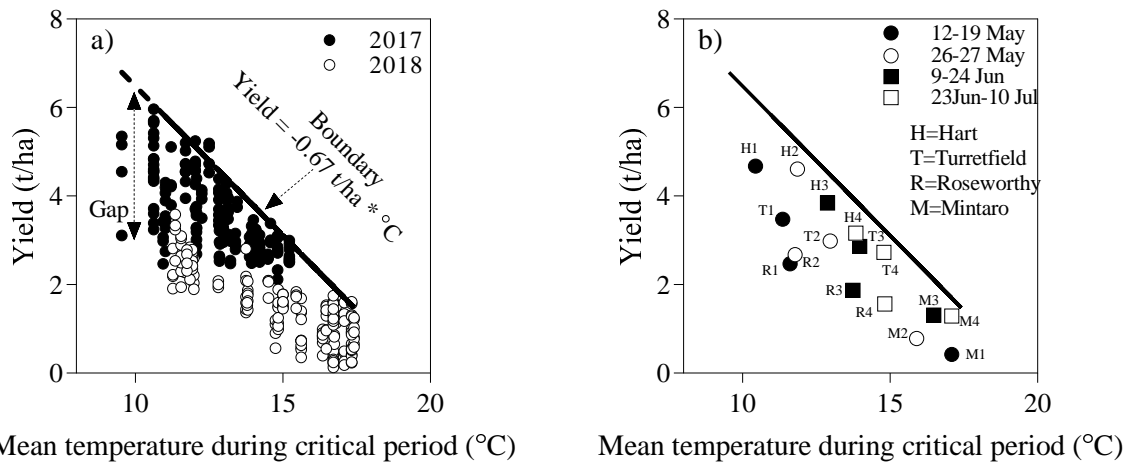 a)
2017
2018
Boundary
Yield = -0.67 t/ha * °C
Gap
8
6
4
2
0
10
15
20
Yield (t/ha)
Mean temperature during critical period (°C)
b)
12-19 May
26-27 May
9-24 Jun
23Jun-10 Jul
H=Hart
T=Turretfield
R=Roseworthy
M=Mintaro
H1
H2
H3
T1
H4
T2
T3
R1
R2
T4
R3
R4
M3
M4
M2
M1
8
6
4
2
0
10
15
20
Yield (t/ha)
Mean temperature during critical period (°C)